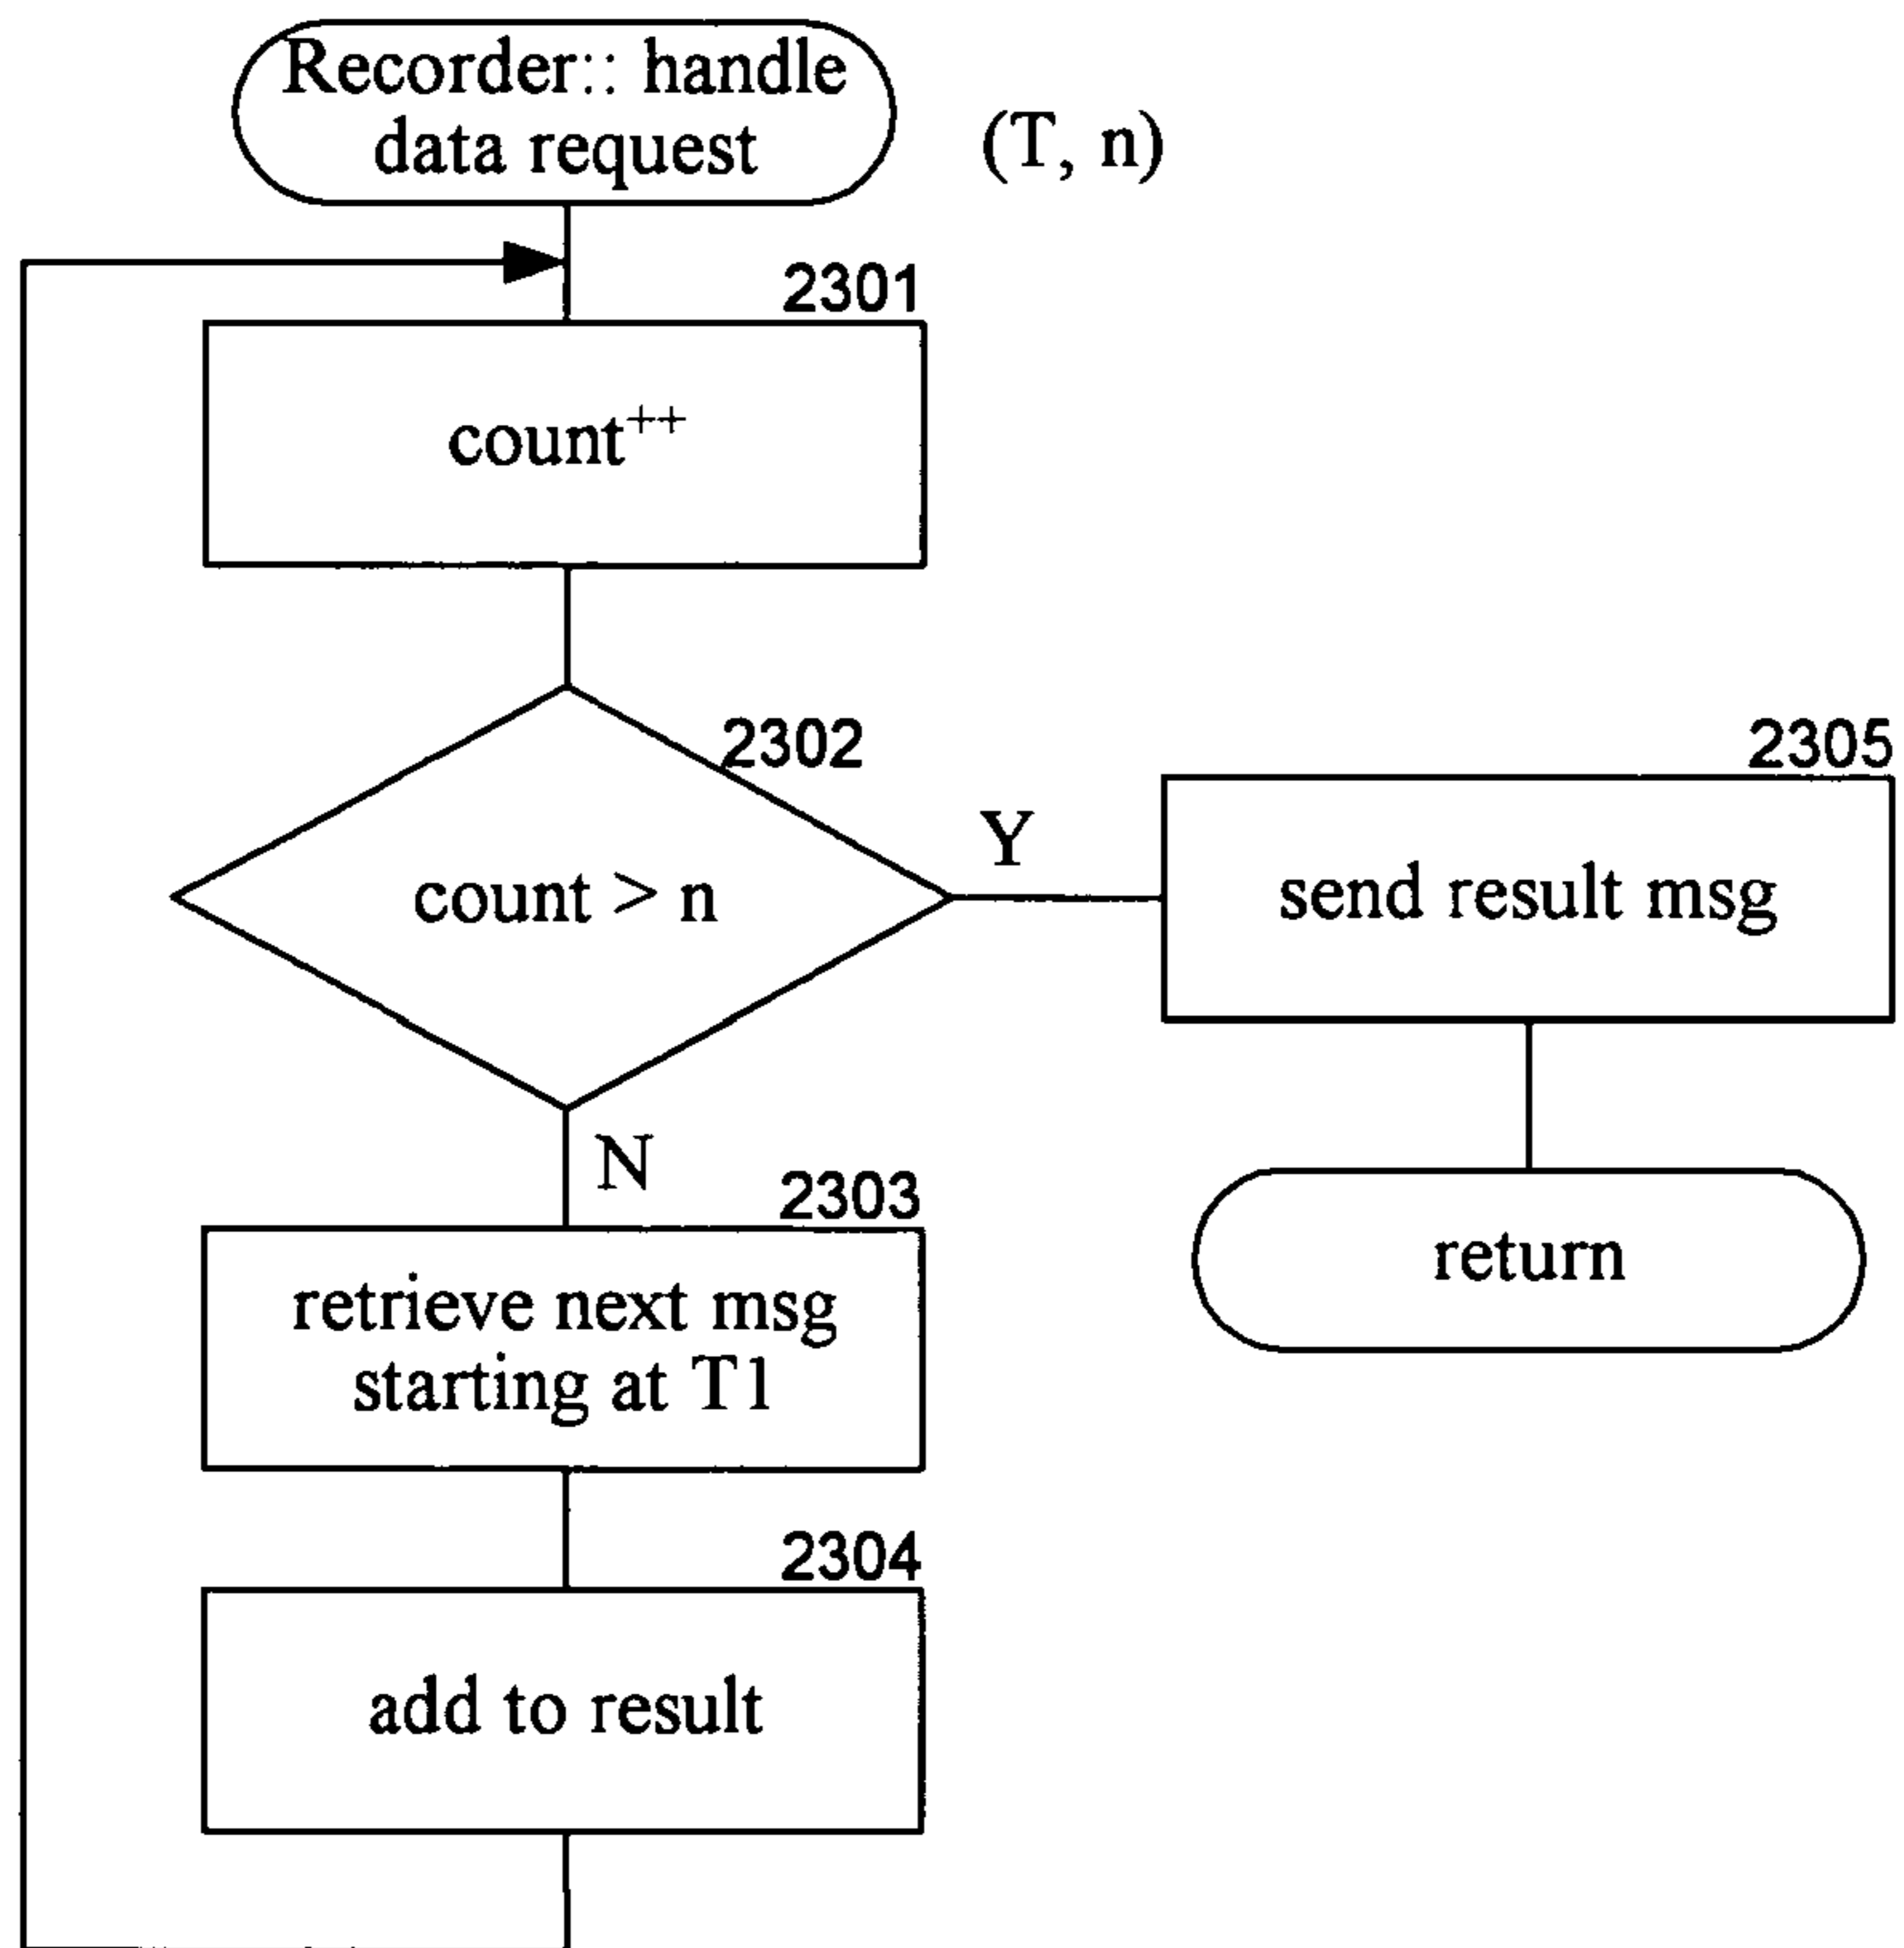 Recorder:: handle
data request
(T, n)
2301
count++
2302
count > n
Y
2305
send result msg
return
N
2303
retrieve next msg
starting at T1
2304
add to result